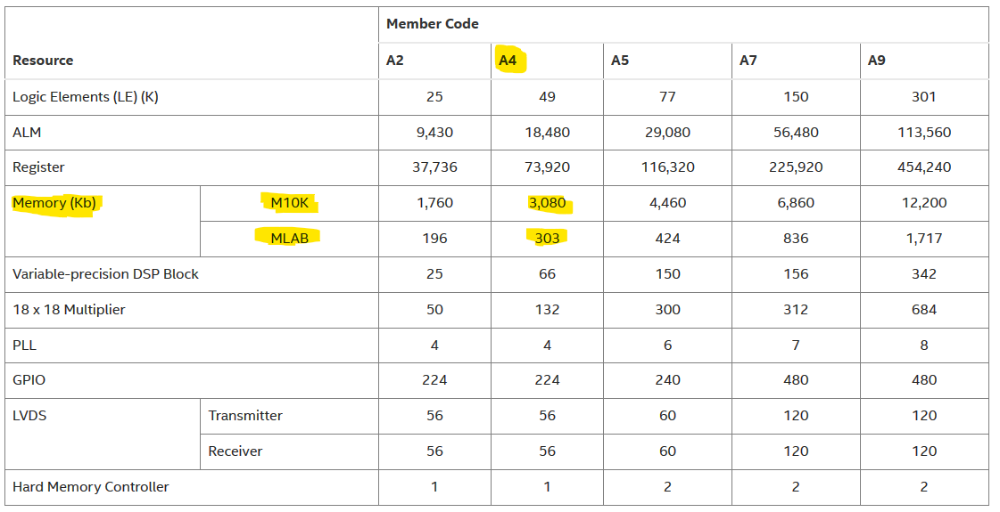 Member Code
Resource A2 A4 A5 A7 A9
Logic Elements (LE) (K) 25 49 77 150 301
ALM 9,430 18,480 29,080 56,480 113,560
Register 37,736 73,920 116,320 225,920 454,240
Memory (Kb) M10K 1,760 3,080 4,460 6,860 12,200
MLAB 196 303 424 836 1,717
Variable-precision DSP Block 25 66 150 156 342
18 x 18 Multiplier 50 132 300 312 684
PLL 4 4 6 7 8
GPIO 224 224 240 480 480
LVDS Transmitter 56 56 60 120 120
Receiver 56 56 60 120 120
Hard Memory Controller 1 1 2 2 2